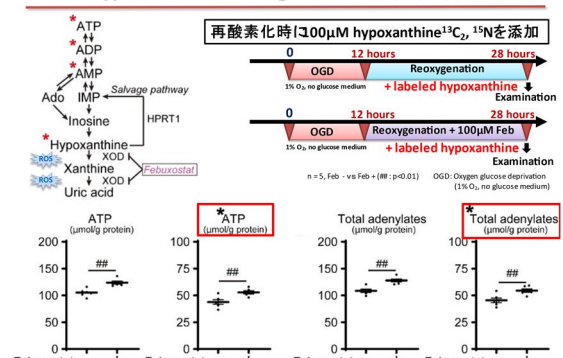 再酸素化時に100μM hypoxanthine¹³C₂, ¹⁵Nを添加
* ATP
* ADP
* AMP
Salvage pathway
Ado
IMP
Inosine
HPRT1
* Hypoxanthine
ROS
XOD
Xanthine
Febuxostat
ROS
XOD
Uric acid
0
12 hours
28 hours
OGD
Reoxygenation
1% O₂, no glucose medium
+ labeled hypoxanthine
Examination
0
12 hours
28 hours
OGD
Reoxygenation + 100μM Feb
1% O₂, no glucose medium
+ labeled hypoxanthine
Examination
n = 5, Feb - vs Feb + (## : p<0.01)
OGD: Oxygen glucose deprivation
(1% O₂, no glucose medium)
ATP
(μmol/g protein)
200
150
100
50
0
##
*ATP
(μmol/g protein)
100
75
50
25
0
##
Total adenylates
(μmol/g protein)
200
150
100
50
0
##
*Total adenylates
(μmol/g protein)
100
75
50
25
0
##